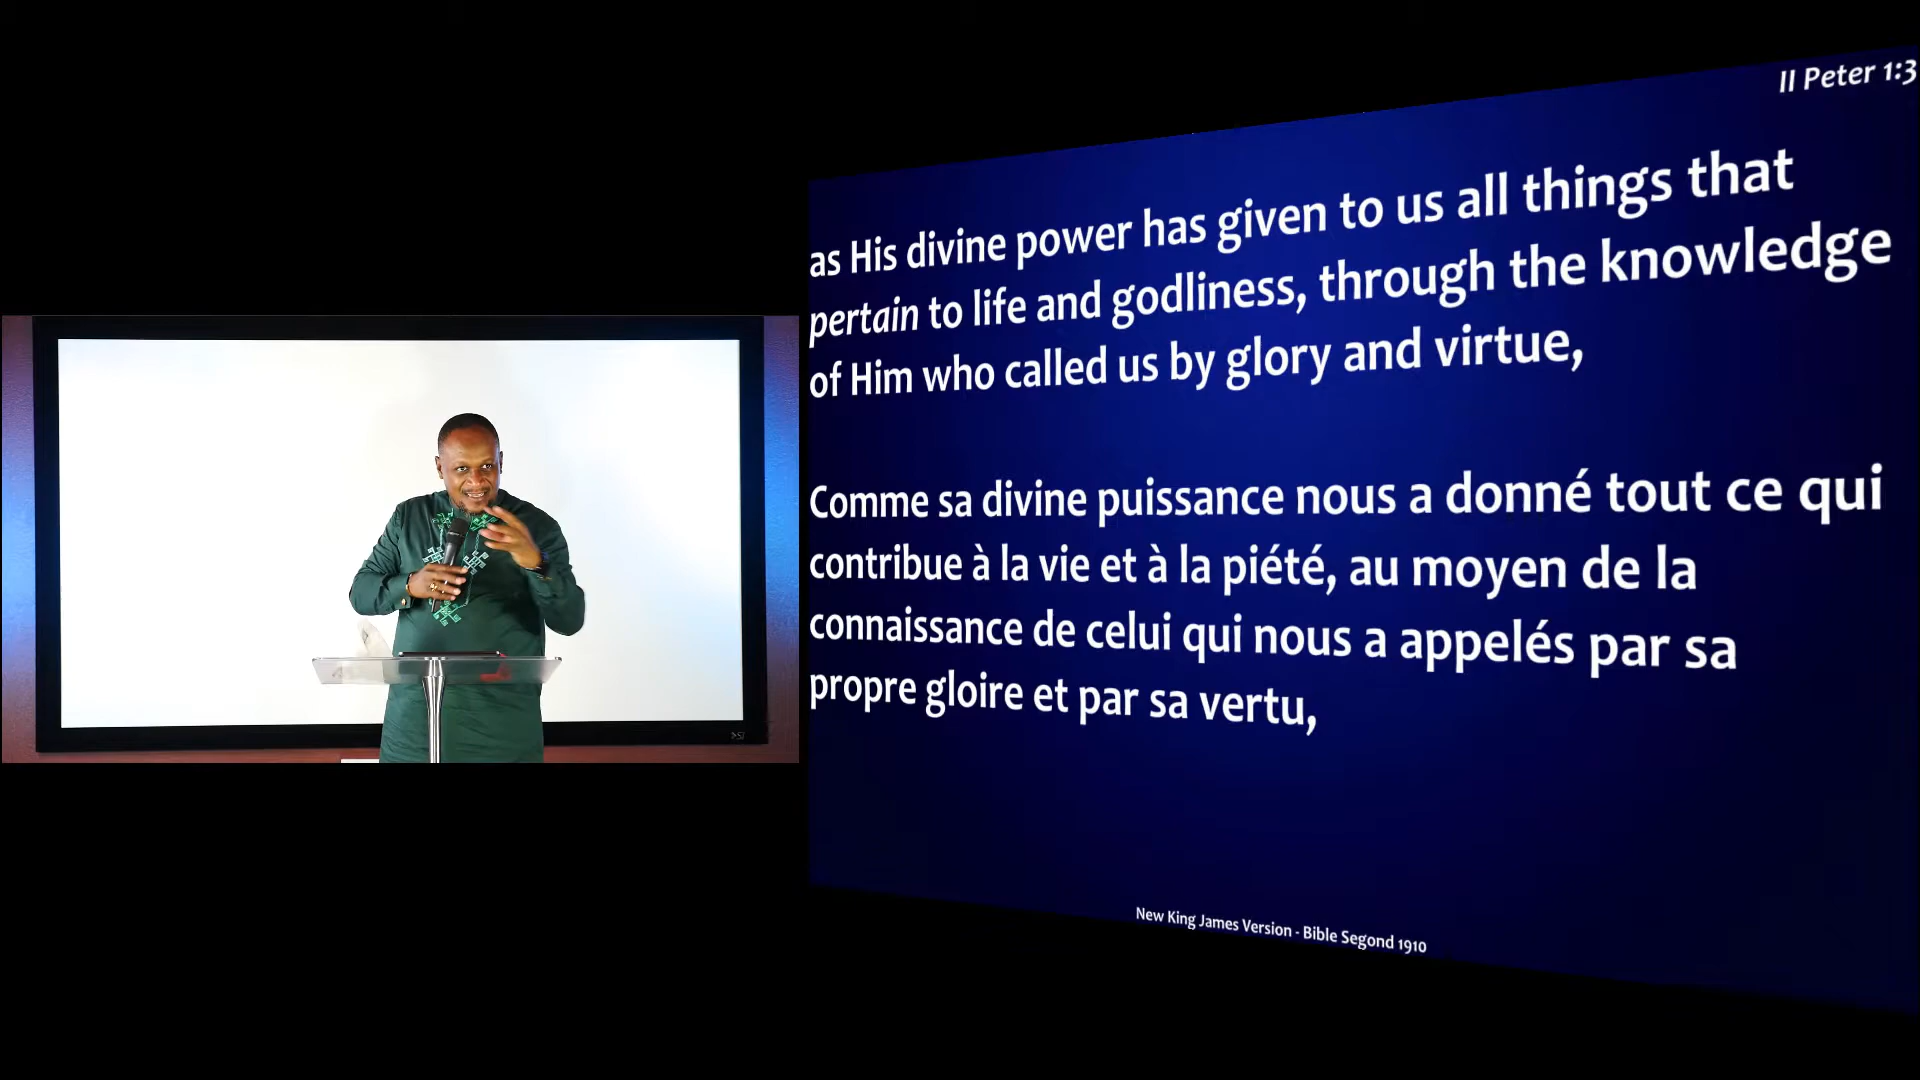 II Peter 1:3
as His divine power has given to us all things that
pertain to life and godliness, through the knowledge
of Him who called us by glory and virtue,
Comme sa divine puissance nous a donné tout ce qui
contribue à la vie et à la piété, au moyen de la
connaissance de celui qui nous a appelés par sa
propre gloire et par sa vertu,
New King James Version - Bible Segond 1910